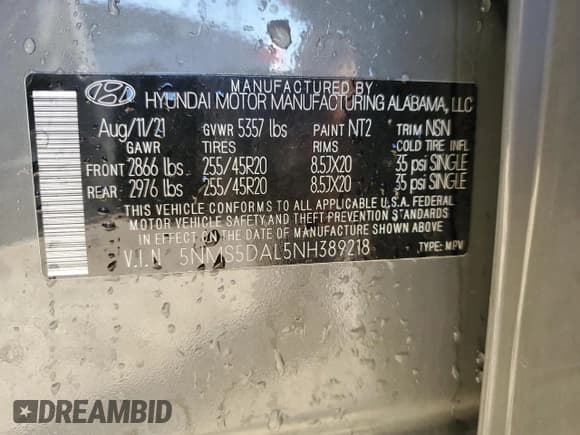 MANUFACTURED BY
HYUNDAI MOTOR MANUFACTURING ALABAMA, LLC
Aug/11/21 GVWR 5357 lbs PAINT NT2 TRIM NSN
GAWR TIRES RIMS COLD TIRE INFL
FRONT 2866 lbs 255/45R20 8.5JX20 35 psi SINGLE
REAR 2976 lbs 255/45R20 8.5JX20 35 psi SINGLE
THIS VEHICLE CONFORMS TO ALL APPLICABLE U.S.A. FEDERAL
MOTOR VEHICLE SAFETY,AND THEFT PREVENTION STANDARDS
IN EFFECT ON THE DATE OF MANUFACTURE SHOWN ABOVE.
V.I.N 5NMS5DAL5NH389218 TYPE: MPV
DREAMBID